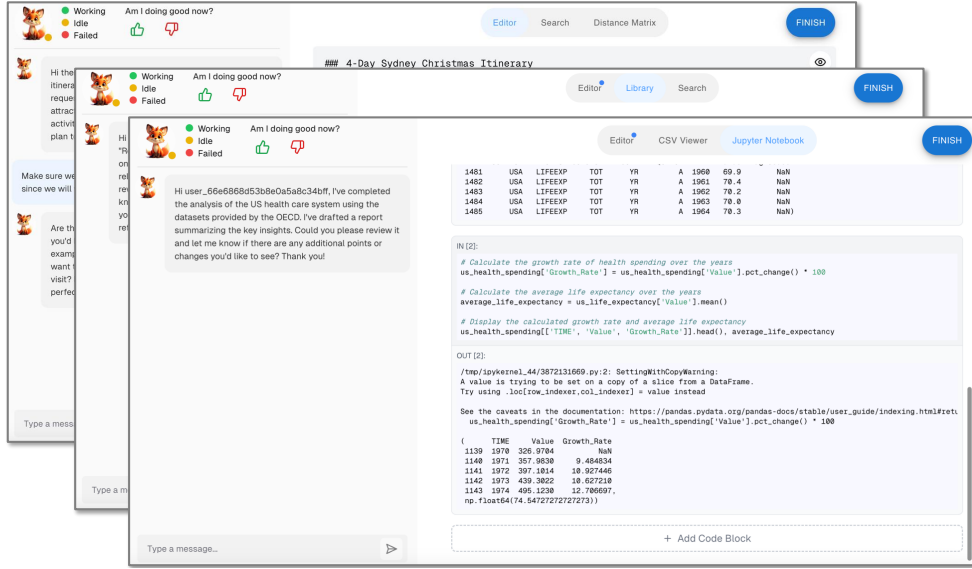 Working
Idle
Failed
Am I doing good now?
Editor
Search
Distance Matrix
FINISH
### 4-Day Sydney Christmas Itinerary
Hi the
itinera
reque
attrac
activit
plan t
Make sure we
since we will
Are th
you'd
examp
want t
visit?
perfec
Type a mess
Working
Idle
Failed
Am I doing good now?
Editor
Library
Search
FINISH
Hi
"R
on
rel
rev
kn
yo
ref
Type a m
Working
Idle
Failed
Am I doing good now?
Editor
CSV Viewer
Jupyter Notebook
FINISH
Hi user_66e6868d53b8e0a5a8c34bff, I've completed
the analysis of the US health care system using the
datasets provided by the OECD. I've drafted a report
summarizing the key insights. Could you please review it
and let me know if there are any additional points or
changes you'd like to see? Thank you!
Type a message...
1481 USA LIFEEXP TOT YR A 1960 69.9 NaN
1482 USA LIFEEXP TOT YR A 1961 70.4 NaN
1483 USA LIFEEXP TOT YR A 1962 70.2 NaN
1484 USA LIFEEXP TOT YR A 1963 70.0 NaN
1485 USA LIFEEXP TOT YR A 1964 70.3 NaN)
IN [2]:
# Calculate the growth rate of health spending over the years
us_health_spending['Growth_Rate'] = us_health_spending['Value'].pct_change() * 100
# Calculate the average life expectancy over the years
average_life_expectancy = us_life_expectancy['Value'].mean()
# Display the calculated growth rate and average life expectancy
us_health_spending[['TIME', 'Value', 'Growth_Rate']].head(), average_life_expectancy
OUT [2]:
/tmp/ipykernel_44/3872131669.py:2: SettingWithCopyWarning:
A value is trying to be set on a copy of a slice from a DataFrame.
Try using .loc[row_indexer,col_indexer] = value instead
See the caveats in the documentation: https://pandas.pydata.org/pandas-docs/stable/user_guide/indexing.html#retu
us_health_spending['Growth_Rate'] = us_health_spending['Value'].pct_change() * 100
( TIME Value Growth_Rate
1139 1970 326.9704 NaN
1140 1971 357.9830 9.484834
1141 1972 397.1014 10.927446
1142 1973 439.3022 10.627210
1143 1974 495.1230 12.706697,
np.float64(74.54727272727273))
+ Add Code Block